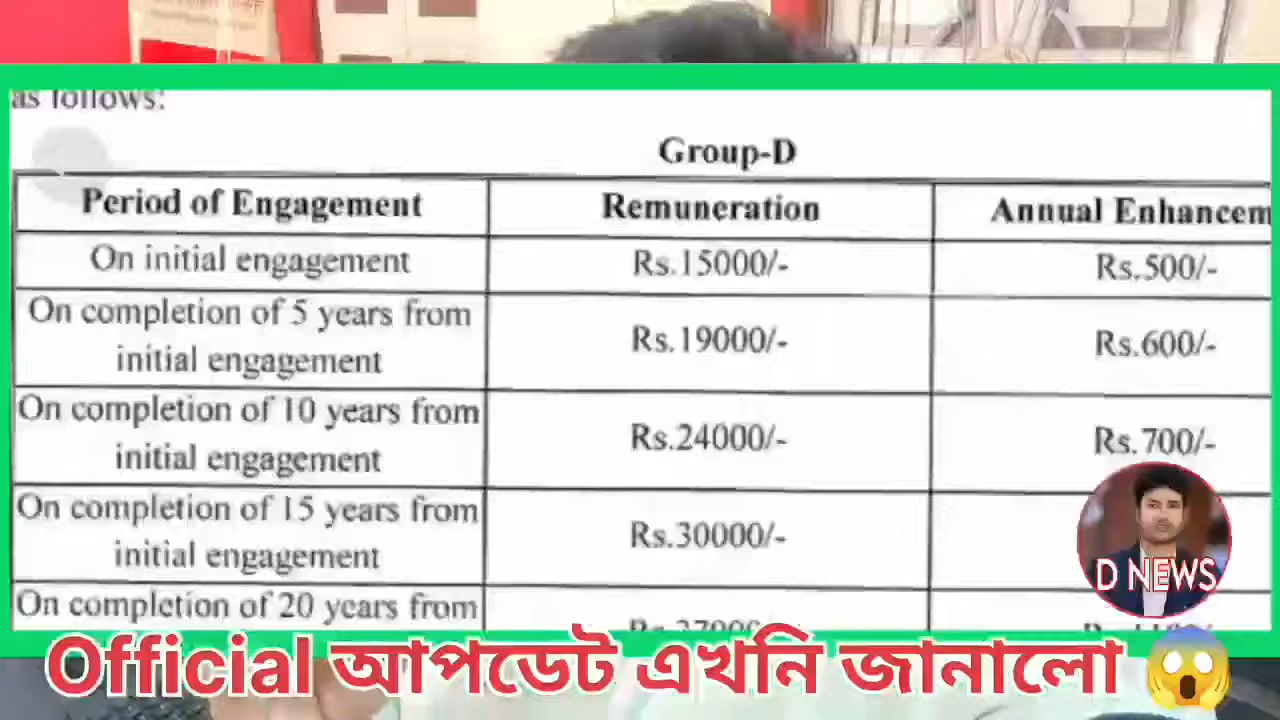 as follows:
Group-D
Period of Engagement Remuneration Annual Enhancem
On initial engagement Rs.15000/- Rs.500/-
On completion of 5 years from
initial engagement Rs.19000/- Rs.600/-
On completion of 10 years from
initial engagement Rs.24000/- Rs.700/-
On completion of 15 years from
initial engagement Rs.30000/-
On completion of 20 years from
D NEWS
Official আপডেট এখনি জানালো